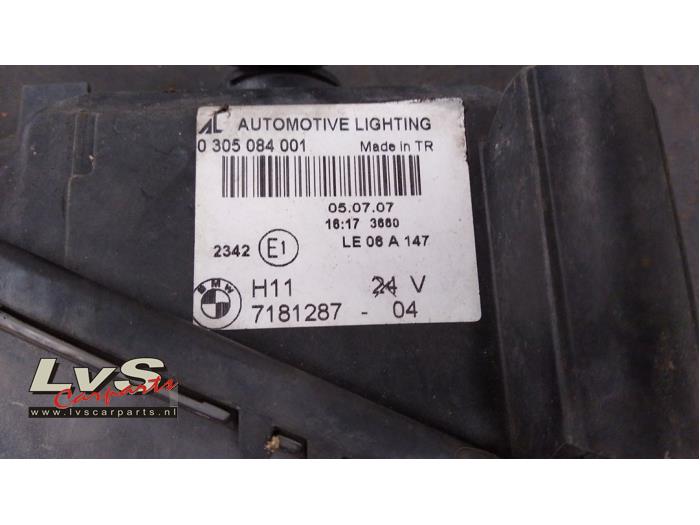 AL AUTOMOTIVE LIGHTING
0 305 084 001 Made in TR
05.07.07
16:17 3660
LE 06 A 147
2342 E1
BMW H11 24 V
7181287 - 04
LvS
Carparts
www.lvscarparts.nl